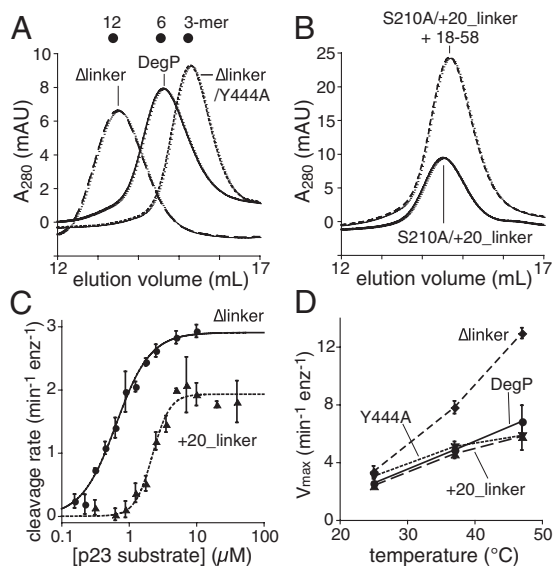 A
12 6 3-mer
Δlinker
DegP
Δlinker
/Y444A
A280 (mAU)
10
8
6
4
2
0
12 17
elution volume (mL)
B
S210A/+20_linker
+ 18-58
A280 (mAU)
25
20
15
10
5
0
S210A/+20_linker
12 17
elution volume (mL)
C
Δlinker
+20_linker
cleavage rate (min-1 enz-1)
3
2
1
0
0.1 1 10 100
[p23 substrate] (μM)
D
Δlinker
DegP
Y444A
+20_linker
Vmax (min-1 enz-1)
12
8
4
0
20 30 40 50
temperature (°C)